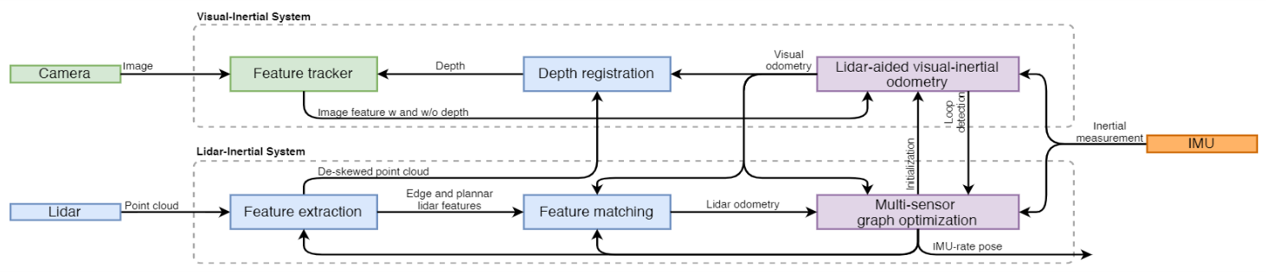 Visual-Inertial System
Camera
Image
Feature tracker
Depth
Depth registration
Visual
odometry
Lidar-aided visual-inertial
odometry
Image feature w and w/o depth
Loop
detection
Initialization
Inertial
measurement
IMU
Lidar-Inertial System
De-skewed point cloud
Lidar
Point cloud
Feature extraction
Edge and plannar
lidar features
Feature matching
Lidar odometry
Multi-sensor
graph optimization
IMU-rate pose